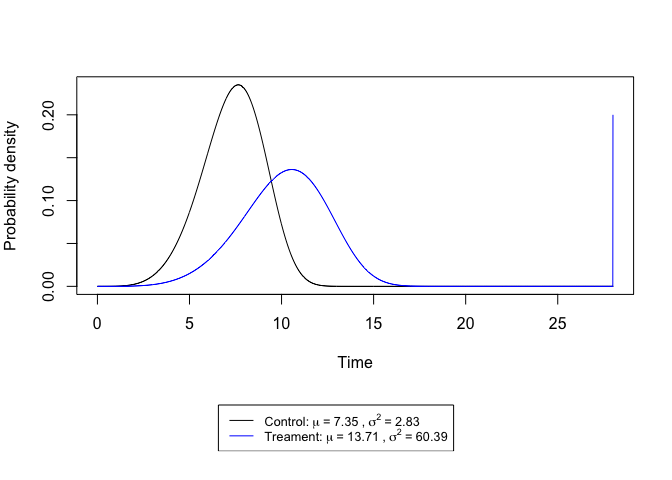 Probability density
0.20
0.10
0.00
0 5 10 15 20 25
Time
Control: μ = 7.35 , σ² = 2.83
Treament: μ = 13.71 , σ² = 60.39